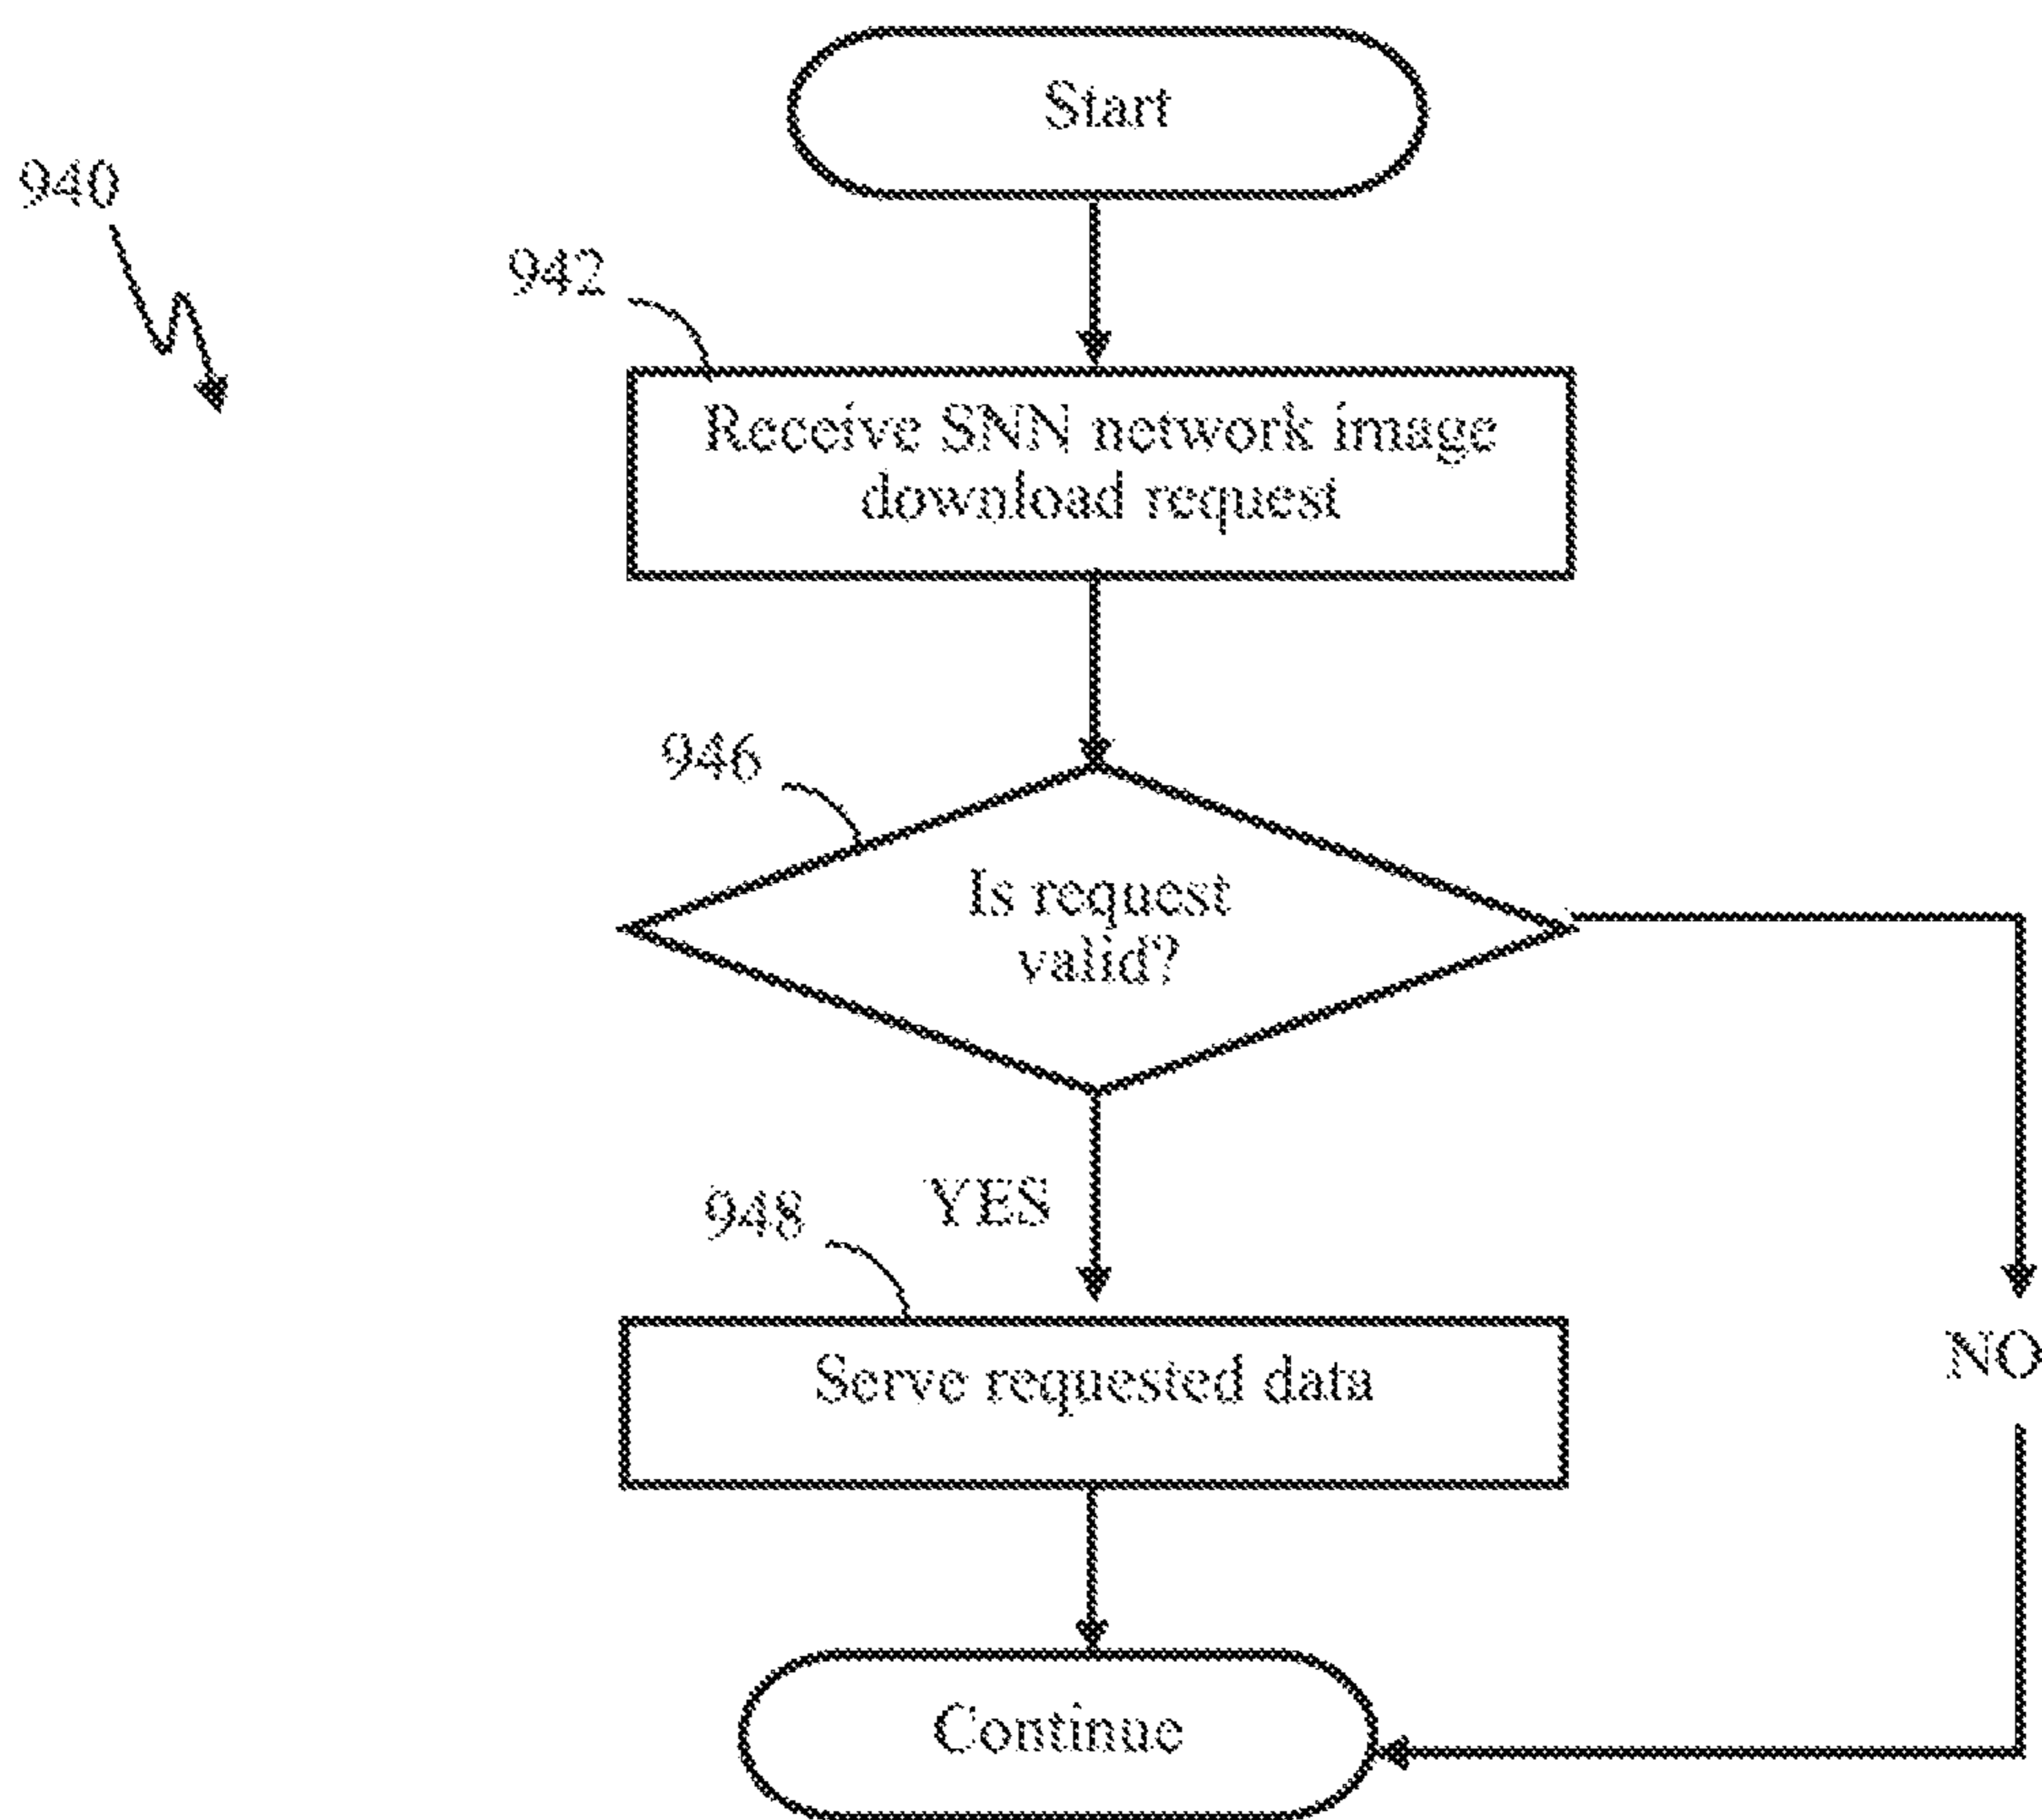 Start
940
942
Receive SNN network image
download request
946
Is request
valid?
YES
948
NO
Serve requested data
Continue